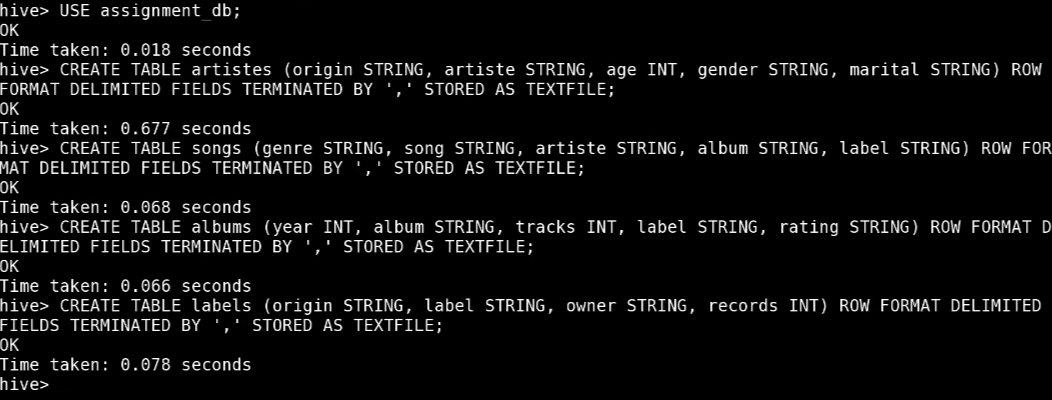 hive> USE assignment_db;
OK
Time taken: 0.018 seconds
hive> CREATE TABLE artistes (origin STRING, artiste STRING, age INT, gender STRING, marital STRING) ROW
FORMAT DELIMITED FIELDS TERMINATED BY ',' STORED AS TEXTFILE;
OK
Time taken: 0.677 seconds
hive> CREATE TABLE songs (genre STRING, song STRING, artiste STRING, album STRING, label STRING) ROW FOR
MAT DELIMITED FIELDS TERMINATED BY ',' STORED AS TEXTFILE;
OK
Time taken: 0.068 seconds
hive> CREATE TABLE albums (year INT, album STRING, tracks INT, label STRING, rating STRING) ROW FORMAT D
ELIMITED FIELDS TERMINATED BY ',' STORED AS TEXTFILE;
OK
Time taken: 0.066 seconds
hive> CREATE TABLE labels (origin STRING, label STRING, owner STRING, records INT) ROW FORMAT DELIMITED
FIELDS TERMINATED BY ',' STORED AS TEXTFILE;
OK
Time taken: 0.078 seconds
hive>